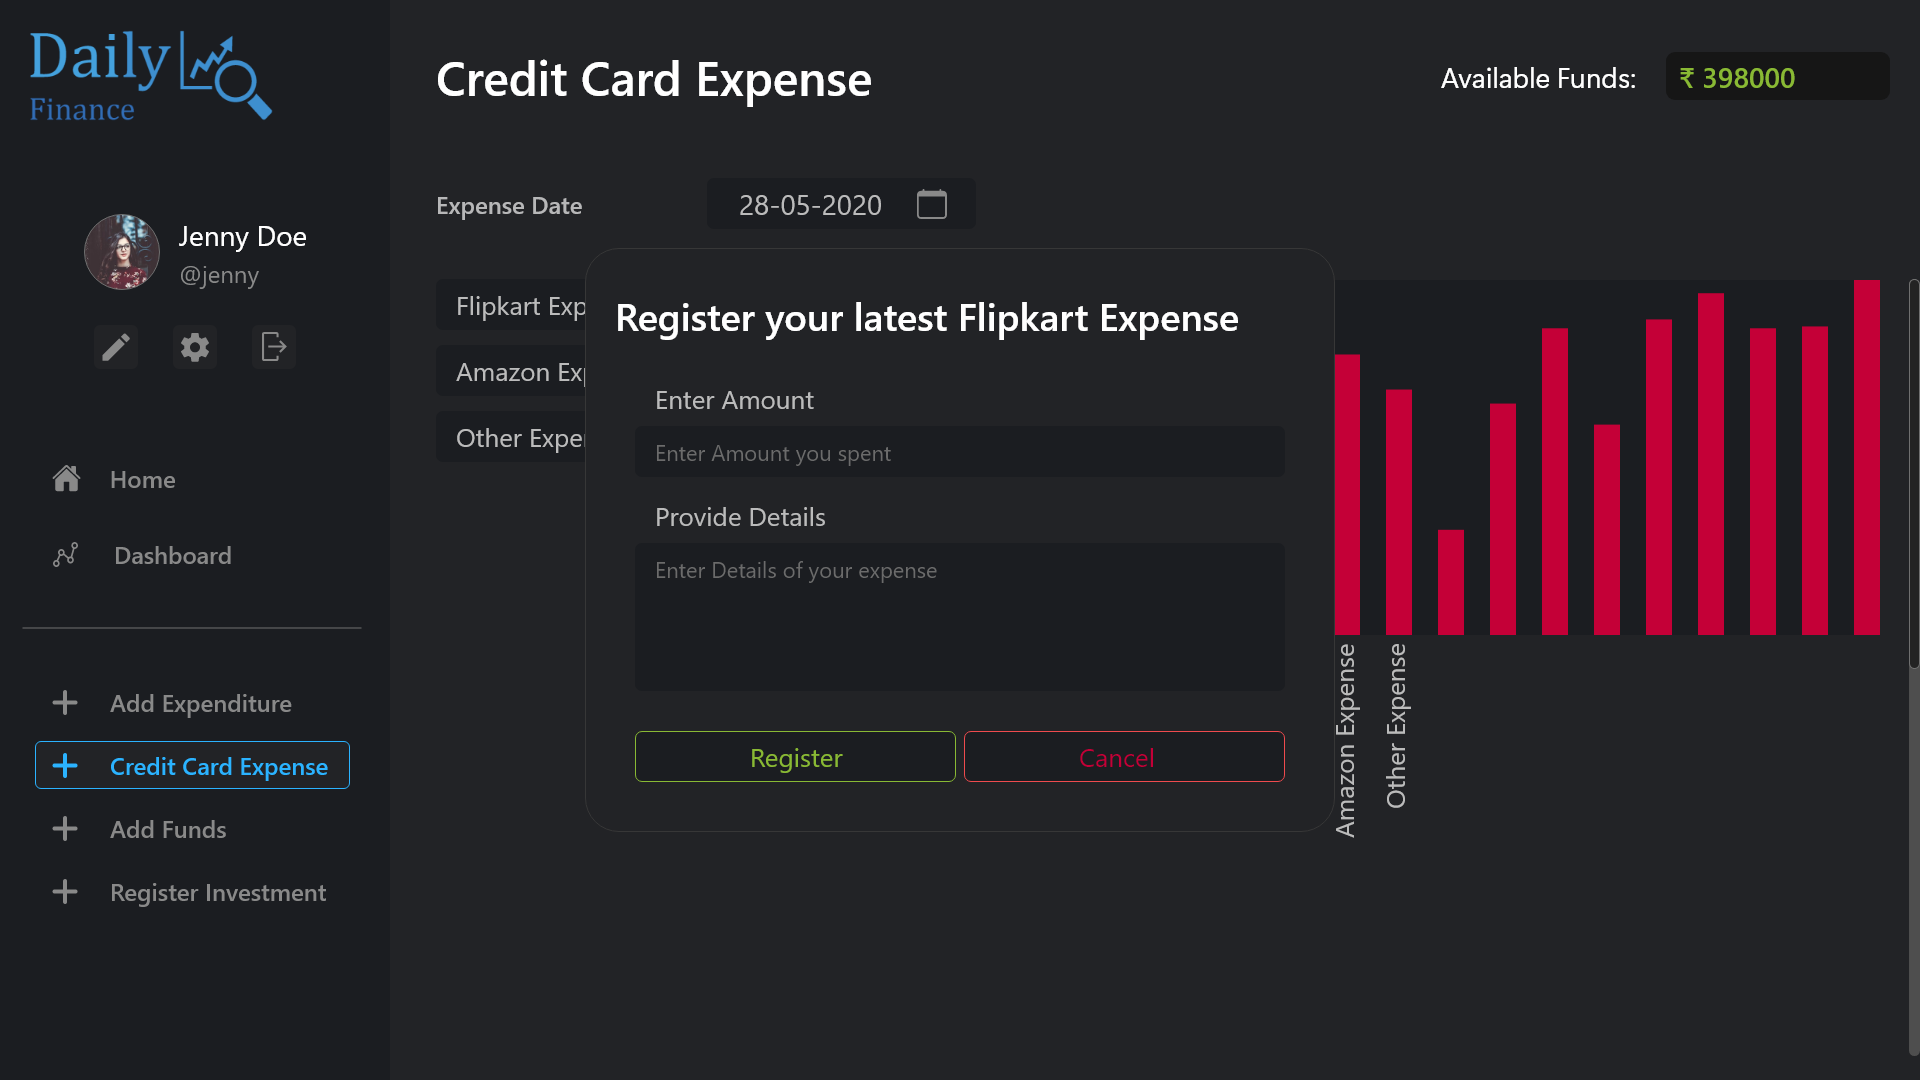 Daily
Finance
Jenny Doe
@jenny
Home
Dashboard
Add Expenditure
Credit Card Expense
Add Funds
Register Investment
Credit Card Expense
Available Funds:
₹ 398000
Expense Date
28-05-2020
Flipkart Exp
Amazon Exp
Other Exper
Register your latest Flipkart Expense
Enter Amount
Enter Amount you spent
Provide Details
Enter Details of your expense
Register
Cancel
Amazon Expense
Other Expense